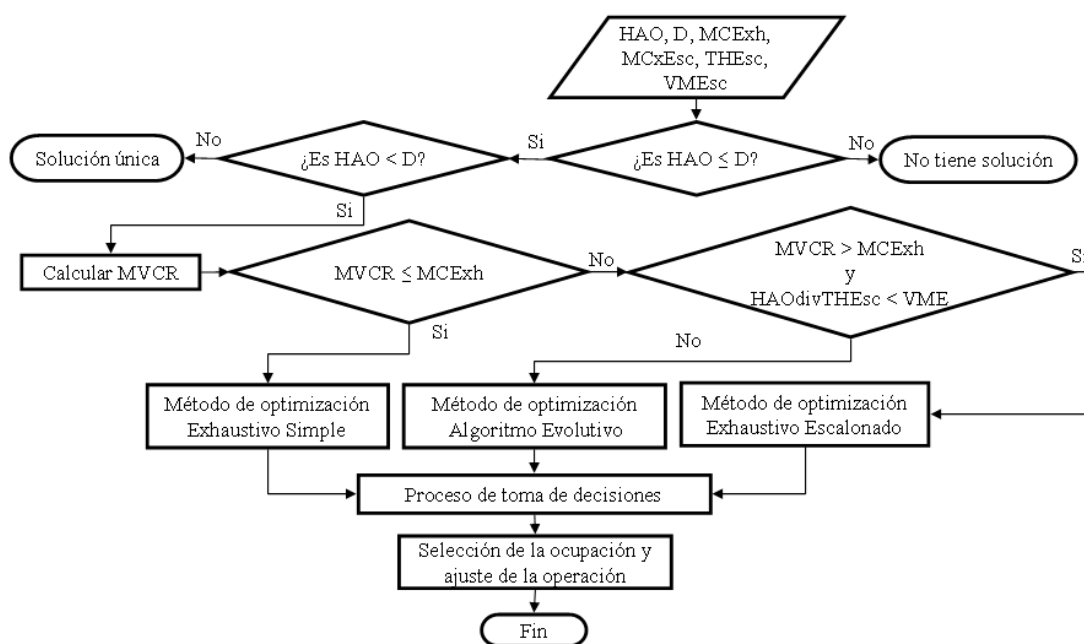 HAO, D, MCExh,
MCxEsc, THEsc,
VMEsc
No
Si
No
Solución única
¿Es HAO < D?
¿Es HAO ≤ D?
No tiene solución
Si
Calcular MVCR
MVCR ≤ MCExh
No
MVCR > MCExh
y
HAOdivTHEsc < VME
Si
Si
No
Método de optimización
Exhaustivo Simple
Método de optimización
Algoritmo Evolutivo
Método de optimización
Exhaustivo Escalonado
Proceso de toma de decisiones
Selección de la ocupación y
ajuste de la operación
Fin